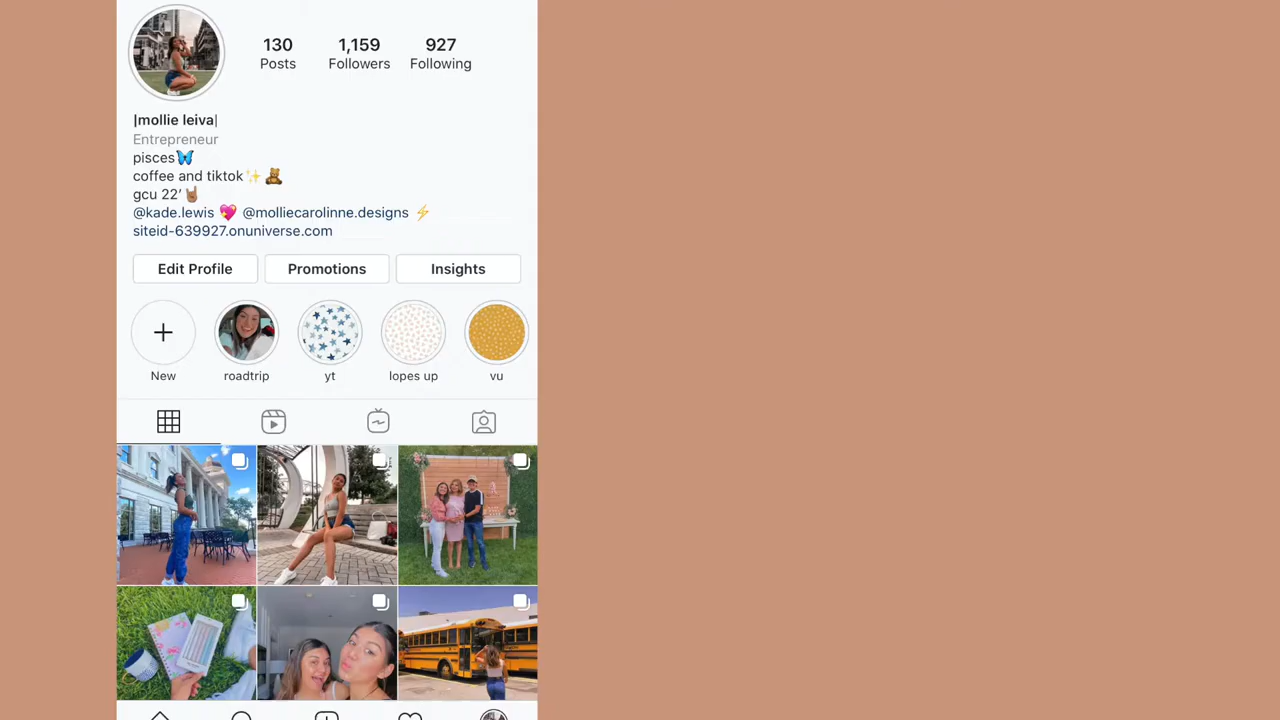 130 1,159 927
Posts Followers Following
|mollie leiva|
Entrepreneur
pisces🦋
coffee and tiktok✨🧸
gcu 22’🤘🏽
@kade.lewis 💖 @molliecarolinne.designs ⚡
siteid-639927.onuniverse.com
Edit Profile Promotions Insights
New roadtrip yt lopes up vu